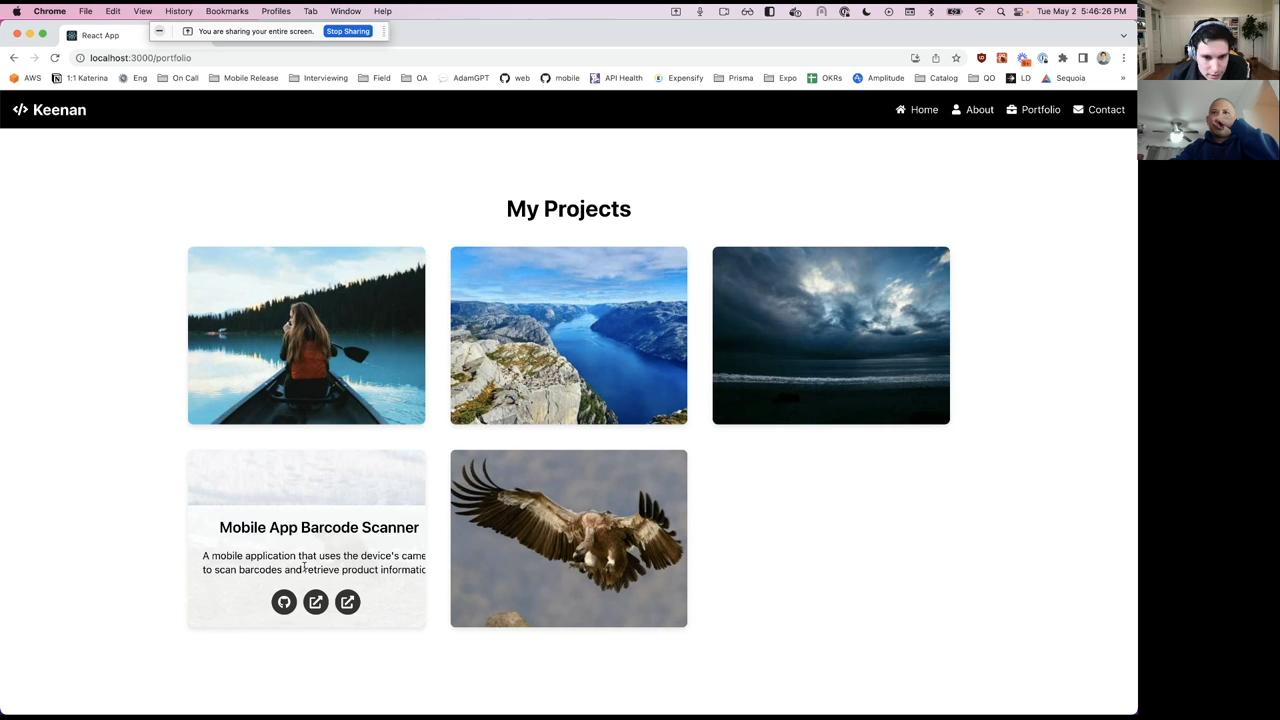 Chrome File Edit View History Bookmarks Profiles Tab Window Help Tue May 2 5:46:26 PM
React App
You are sharing your entire screen. Stop Sharing
localhost:3000/portfolio
AWS 1:1 Katerina Eng On Call Mobile Release Interviewing Field OA AdamGPT web mobile API Health Expensify Prisma Expo OKRs Amplitude Catalog QO LD Sequoia »
</> Keenan Home About Portfolio Contact
My Projects
Mobile App Barcode Scanner
A mobile application that uses the device's came
to scan barcodes and retrieve product informatic